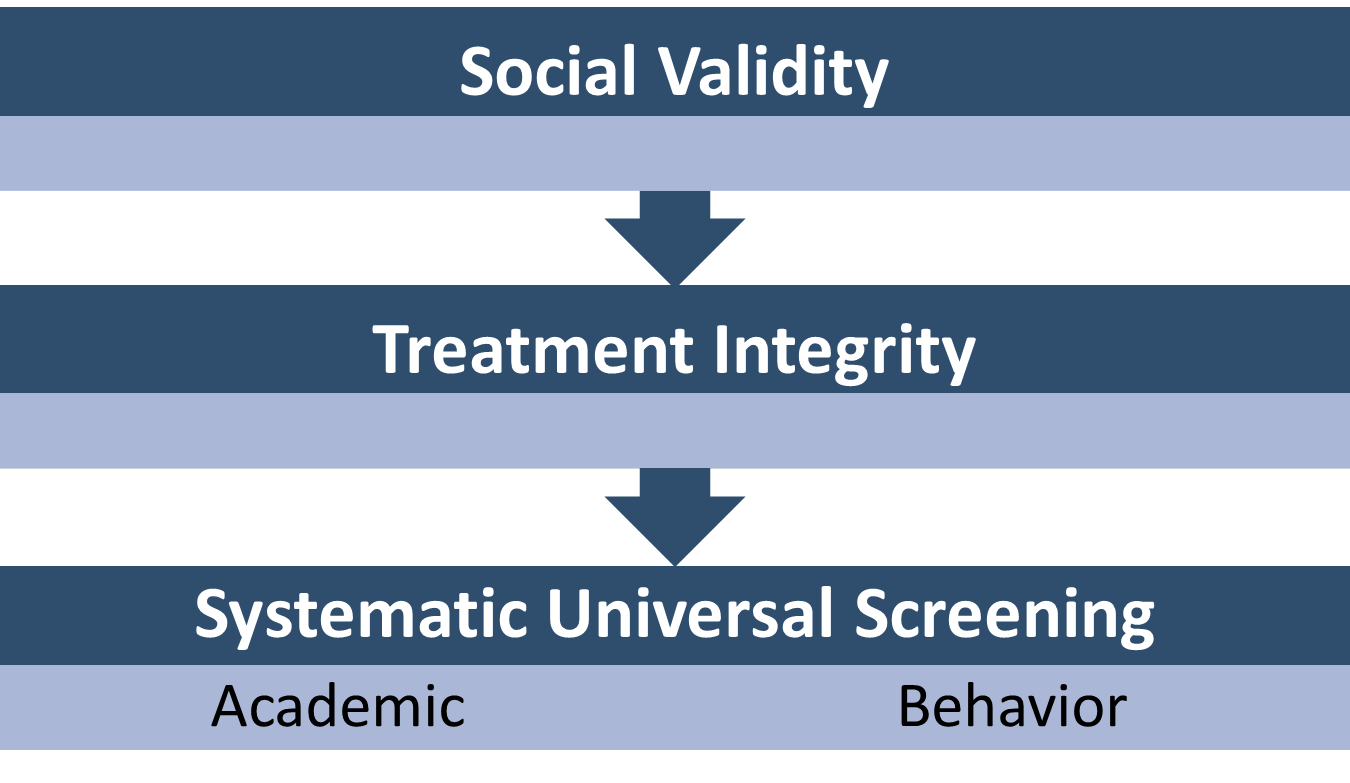 Social Validity
Treatment Integrity
Systematic Universal Screening
Academic Behavior